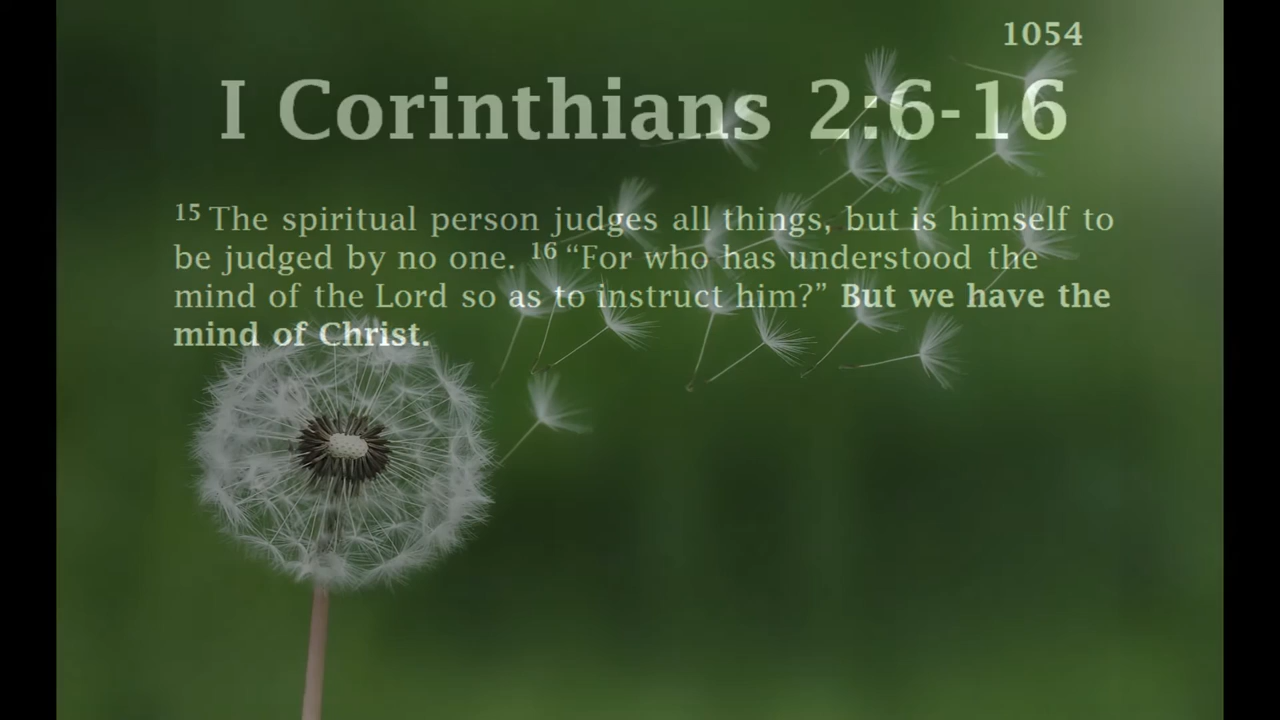 1054
I Corinthians 2:6-16
15 The spiritual person judges all things, but is himself to
be judged by no one. 16 “For who has understood the
mind of the Lord so as to instruct him?” But we have the
mind of Christ.